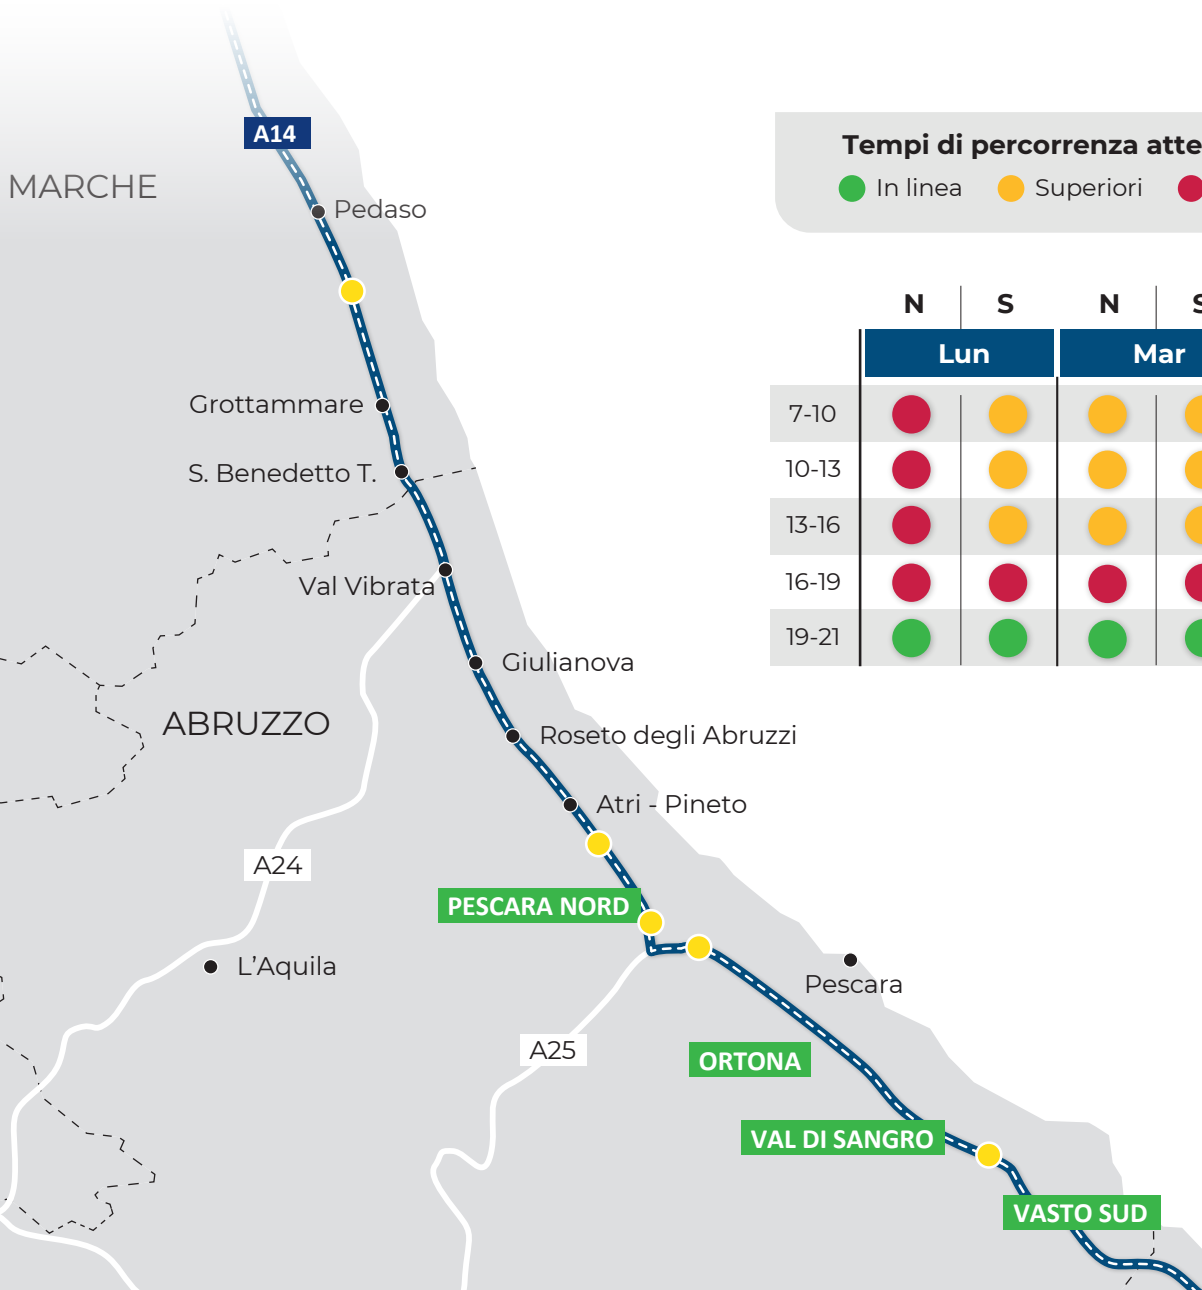 A14
MARCHE
Pedaso
Grottammare
S. Benedetto T.
Val Vibrata
Giulianova
ABRUZZO
Roseto degli Abruzzi
Atri - Pineto
A24
PESCARA NORD
L'Aquila
Pescara
A25
ORTONA
VAL DI SANGRO
VASTO SUD
Tempi di percorrenza atte
In linea Superiori
N S N S
Lun Mar
7-10
10-13
13-16
16-19
19-21